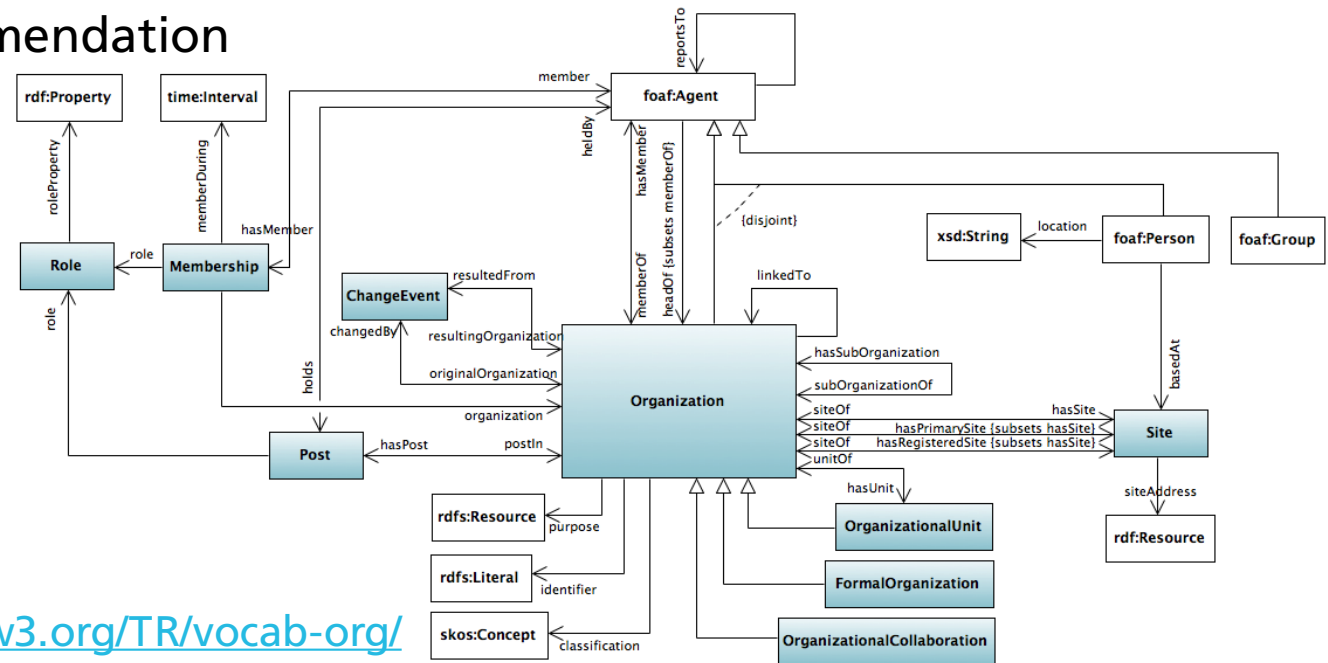 mendation
reportsTo
rdf:Property
time:Interval
member
foaf:Agent
heldBy
hasMember
roleProperty
memberDuring
headOf {subsets memberOf}
{disjoint}
hasMember
xsd:String
location
foaf:Person
foaf:Group
Role
role
Membership
resultedFrom
memberOf
linkedTo
ChangeEvent
changedBy
resultingOrganization
role
hasSubOrganization
holds
originalOrganization
subOrganizationOf
basedAt
Organization
organization
siteOf
hasSite
siteOf
hasPrimarySite {subsets hasSite}
Site
siteOf
hasRegisteredSite {subsets hasSite}
Post
hasPost
postIn
unitOf
hasUnit
siteAddress
rdfs:Resource
purpose
OrganizationalUnit
rdf:Resource
rdfs:Literal
identifier
FormalOrganization
w3.org/TR/vocab-org/
skos:Concept
classification
OrganizationalCollaboration